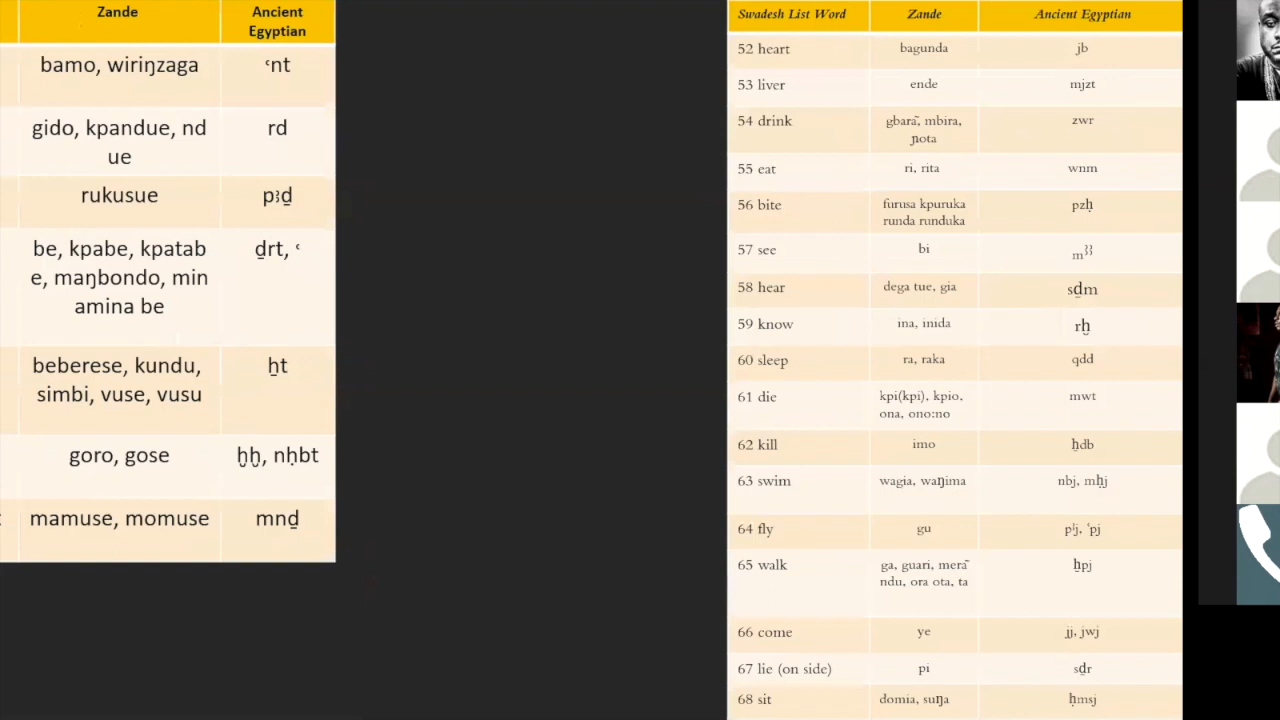 Zande Ancient
Egyptian
bamo, wiriŋzaga ꜥnt
gido, kpandue, nd rd
ue
rukusue pꜣḏ
be, kpabe, kpatab ḏrt, ꜥ
e, maŋbondo, min
amina be
beberese, kundu, ẖt
simbi, vuse, vusu
goro, gose ḫḫ, nḥbt
mamuse, momuse mnḏ
Swadesh List Word Zande Ancient Egyptian
52 heart bagunda jb
53 liver ende mjzt
54 drink gbarã, mbira, zwr
ɲota
55 eat ri, rita wnm
56 bite furusa kpuruka pzḥ
runda runduka
57 see bi mꜣꜣ
58 hear dega tue, gia sḏm
59 know ina, inida rḫ
60 sleep ra, raka qdd
61 die kpi(kpi), kpio, mwt
ona, ono:no
62 kill imo ẖdb
63 swim wagia, waŋima nbj, mḥj
64 fly gu pꜣj, ꜥpj
65 walk ga, guari, merã ẖpj
ndu, ora ota, ta
66 come ye jj, jwj
67 lie (on side) pi sḏr
68 sit domia, suŋa ḥmsj